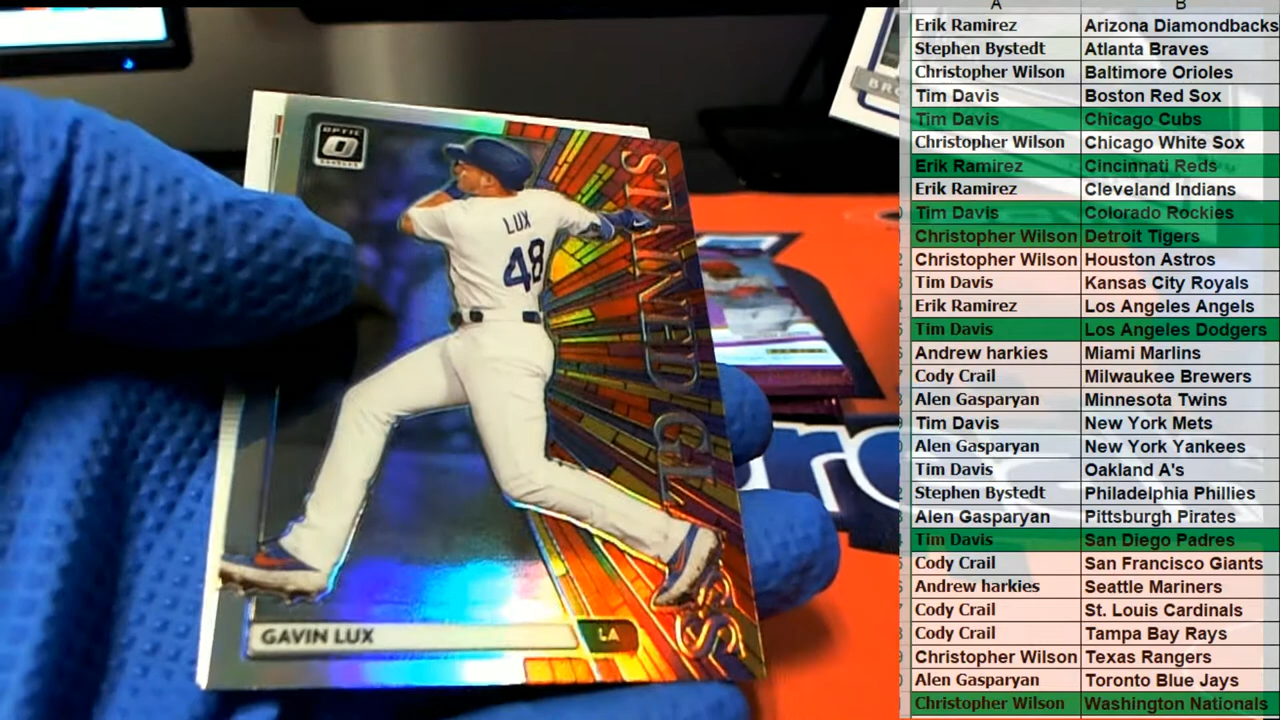 OPTIC
LUX
48
STAINED GL
S
GAVIN LUX
LA
BRO
A B
Erik Ramirez Arizona Diamondbacks
Stephen Bystedt Atlanta Braves
Christopher Wilson Baltimore Orioles
Tim Davis Boston Red Sox
Tim Davis Chicago Cubs
Christopher Wilson Chicago White Sox
Erik Ramirez Cincinnati Reds
Erik Ramirez Cleveland Indians
Tim Davis Colorado Rockies
Christopher Wilson Detroit Tigers
Christopher Wilson Houston Astros
Tim Davis Kansas City Royals
Erik Ramirez Los Angeles Angels
Tim Davis Los Angeles Dodgers
Andrew harkies Miami Marlins
Cody Crail Milwaukee Brewers
Alen Gasparyan Minnesota Twins
Tim Davis New York Mets
Alen Gasparyan New York Yankees
Tim Davis Oakland A's
Stephen Bystedt Philadelphia Phillies
Alen Gasparyan Pittsburgh Pirates
Tim Davis San Diego Padres
Cody Crail San Francisco Giants
Andrew harkies Seattle Mariners
Cody Crail St. Louis Cardinals
Cody Crail Tampa Bay Rays
Christopher Wilson Texas Rangers
Alen Gasparyan Toronto Blue Jays
Christopher Wilson Washington Nationals